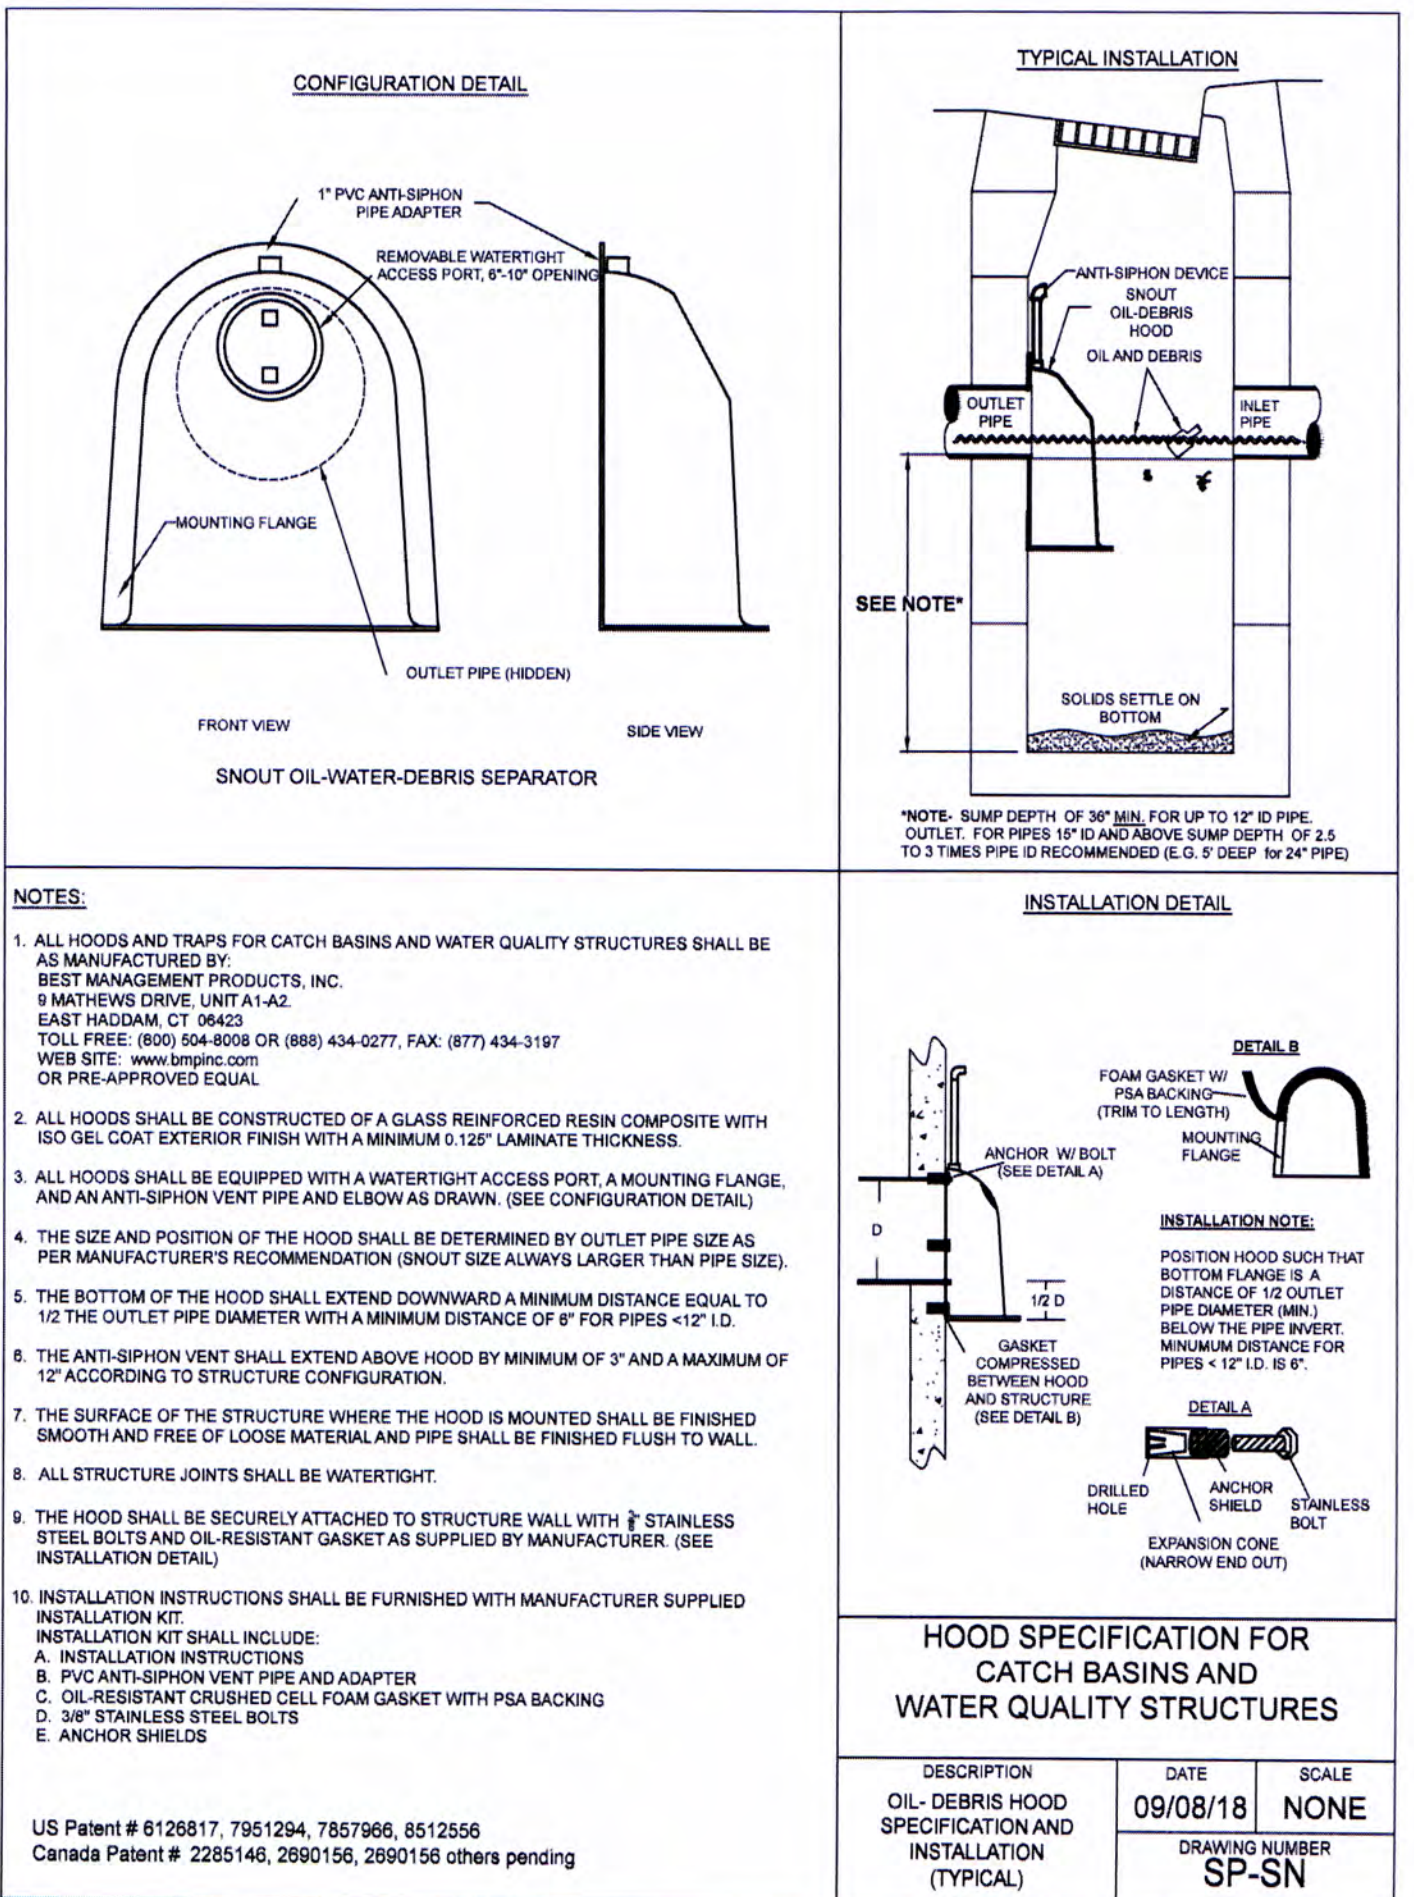 CONFIGURATION DETAIL
1" PVC ANTI-SIPHON
PIPE ADAPTER
REMOVABLE WATERTIGHT
ACCESS PORT, 6"-10" OPENING
MOUNTING FLANGE
OUTLET PIPE (HIDDEN)
FRONT VIEW
SIDE VIEW
SNOUT OIL-WATER-DEBRIS SEPARATOR
TYPICAL INSTALLATION
ANTI-SIPHON DEVICE
SNOUT
OIL-DEBRIS
HOOD
OIL AND DEBRIS
OUTLET
PIPE
INLET
PIPE
SEE NOTE*
SOLIDS SETTLE ON
BOTTOM
*NOTE- SUMP DEPTH OF 36" MIN. FOR UP TO 12" ID PIPE.
OUTLET. FOR PIPES 15" ID AND ABOVE SUMP DEPTH OF 2.5
TO 3 TIMES PIPE ID RECOMMENDED (E.G. 5' DEEP for 24" PIPE)
NOTES:
1. ALL HOODS AND TRAPS FOR CATCH BASINS AND WATER QUALITY STRUCTURES SHALL BE
AS MANUFACTURED BY:
BEST MANAGEMENT PRODUCTS, INC.
9 MATHEWS DRIVE, UNIT A1-A2.
EAST HADDAM, CT 06423
TOLL FREE: (800) 504-8008 OR (888) 434-0277, FAX: (877) 434-3197
WEB SITE: www.bmpinc.com
OR PRE-APPROVED EQUAL
2. ALL HOODS SHALL BE CONSTRUCTED OF A GLASS REINFORCED RESIN COMPOSITE WITH
ISO GEL COAT EXTERIOR FINISH WITH A MINIMUM 0.125" LAMINATE THICKNESS.
3. ALL HOODS SHALL BE EQUIPPED WITH A WATERTIGHT ACCESS PORT, A MOUNTING FLANGE,
AND AN ANTI-SIPHON VENT PIPE AND ELBOW AS DRAWN. (SEE CONFIGURATION DETAIL)
4. THE SIZE AND POSITION OF THE HOOD SHALL BE DETERMINED BY OUTLET PIPE SIZE AS
PER MANUFACTURER'S RECOMMENDATION (SNOUT SIZE ALWAYS LARGER THAN PIPE SIZE).
5. THE BOTTOM OF THE HOOD SHALL EXTEND DOWNWARD A MINIMUM DISTANCE EQUAL TO
1/2 THE OUTLET PIPE DIAMETER WITH A MINIMUM DISTANCE OF 6" FOR PIPES <12" I.D.
6. THE ANTI-SIPHON VENT SHALL EXTEND ABOVE HOOD BY MINIMUM OF 3" AND A MAXIMUM OF
12" ACCORDING TO STRUCTURE CONFIGURATION.
7. THE SURFACE OF THE STRUCTURE WHERE THE HOOD IS MOUNTED SHALL BE FINISHED
SMOOTH AND FREE OF LOOSE MATERIAL AND PIPE SHALL BE FINISHED FLUSH TO WALL.
8. ALL STRUCTURE JOINTS SHALL BE WATERTIGHT.
9. THE HOOD SHALL BE SECURELY ATTACHED TO STRUCTURE WALL WITH STAINLESS
STEEL BOLTS AND OIL-RESISTANT GASKET AS SUPPLIED BY MANUFACTURER. (SEE
INSTALLATION DETAIL)
10. INSTALLATION INSTRUCTIONS SHALL BE FURNISHED WITH MANUFACTURER SUPPLIED
INSTALLATION KIT.
INSTALLATION KIT SHALL INCLUDE:
A. INSTALLATION INSTRUCTIONS
B. PVC ANTI-SIPHON VENT PIPE AND ADAPTER
C. OIL-RESISTANT CRUSHED CELL FOAM GASKET WITH PSA BACKING
D. 3/8" STAINLESS STEEL BOLTS
E. ANCHOR SHIELDS
US Patent # 6126817, 7951294, 7857966, 8512556
Canada Patent # 2285146, 2690156, 2690156 others pending
INSTALLATION DETAIL
DETAIL B
FOAM GASKET W/
PSA BACKING
(TRIM TO LENGTH)
MOUNTING
FLANGE
ANCHOR W/ BOLT
(SEE DETAIL A)
D
1/2 D
GASKET
COMPRESSED
BETWEEN HOOD
AND STRUCTURE
(SEE DETAIL B)
INSTALLATION NOTE:
POSITION HOOD SUCH THAT
BOTTOM FLANGE IS A
DISTANCE OF 1/2 OUTLET
PIPE DIAMETER (MIN.)
BELOW THE PIPE INVERT.
MINUMUM DISTANCE FOR
PIPES < 12" I.D. IS 6".
DETAIL A
DRILLED
HOLE
ANCHOR
SHIELD
STAINLESS
BOLT
EXPANSION CONE
(NARROW END OUT)
HOOD SPECIFICATION FOR
CATCH BASINS AND
WATER QUALITY STRUCTURES
DESCRIPTION
OIL- DEBRIS HOOD
SPECIFICATION AND
INSTALLATION
(TYPICAL)
DATE
09/08/18
SCALE
NONE
DRAWING NUMBER
SP-SN